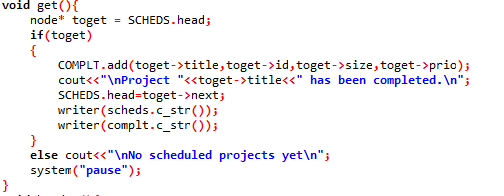 void get(){
    node* toget = SCHEDS.head;
    if(toget)
    {
        COMPLT.add(toget->title,toget->id,toget->size,toget->prio);
        cout<<"\nProject "<<toget->title<<" has been completed.\n";
        SCHEDS.head=toget->next;
        writer(scheds.c_str());
        writer(complt.c_str());
    }
    else cout<<"\nNo scheduled projects yet\n";
    system("pause");
}